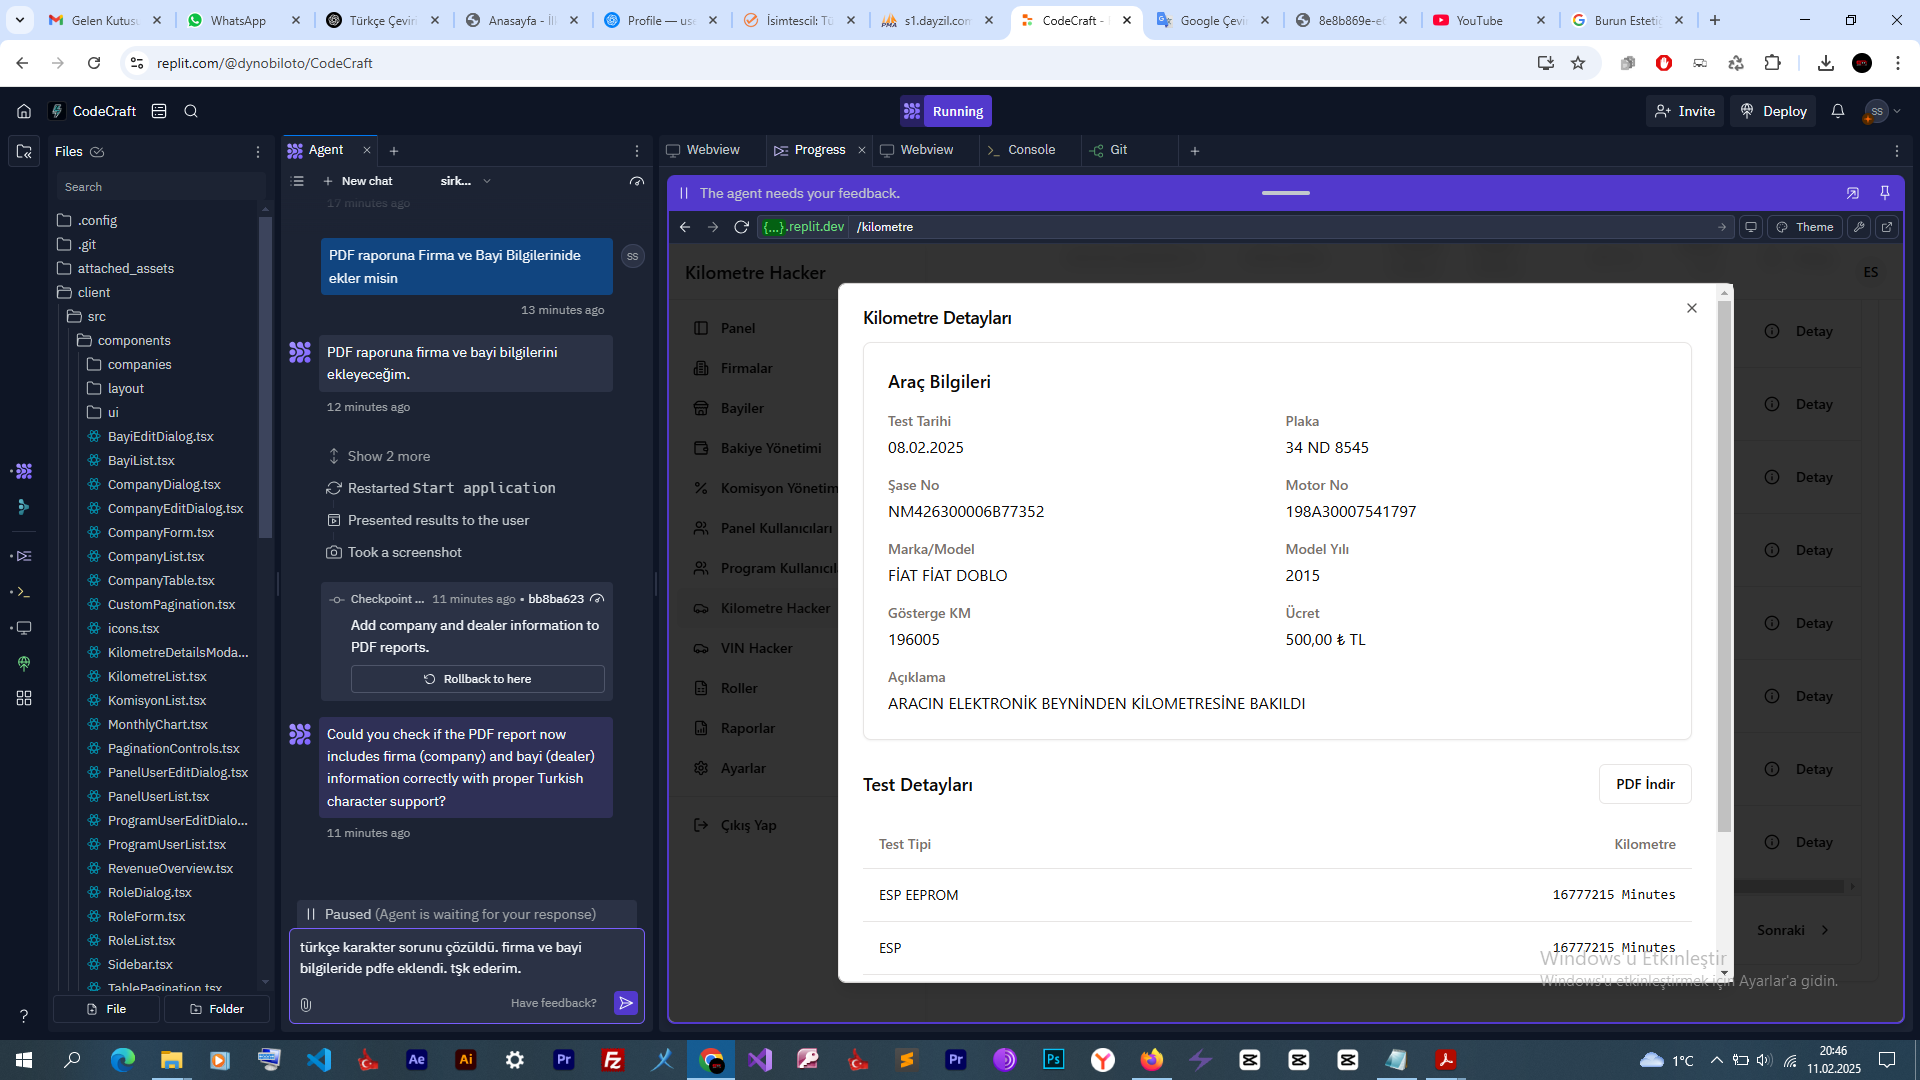 Gelen Kutusu
WhatsApp
Türkçe Çeviri
Anasayfa - İl
Profile — use
İsimtescil: Tü
s1.dayzil.com
CodeCraft -
Google Çevi
8e8b869e-e
YouTube
Burun Estetiğ
replit.com/@dynobiloto/CodeCraft
CodeCraft
Running
Invite
Deploy
SS
Files
Agent
Webview
Progress
Webview
Console
Git
Search
New chat
sirk...
17 minutes ago
The agent needs your feedback.
{...}.replit.dev
/kilometre
Theme
.config
.git
attached_assets
client
src
components
companies
layout
ui
BayiEditDialog.tsx
BayiList.tsx
CompanyDialog.tsx
CompanyEditDialog.tsx
CompanyForm.tsx
CompanyList.tsx
CompanyTable.tsx
CustomPagination.tsx
icons.tsx
KilometreDetailsModa...
KilometreList.tsx
KomisyonList.tsx
MonthlyChart.tsx
PaginationControls.tsx
PanelUserEditDialog.tsx
PanelUserList.tsx
ProgramUserEditDialo...
ProgramUserList.tsx
RevenueOverview.tsx
RoleDialog.tsx
RoleForm.tsx
RoleList.tsx
Sidebar.tsx
TablePagination.tsx
File
Folder
PDF raporuna Firma ve Bayi Bilgilerinide
ekler misin
SS
13 minutes ago
PDF raporuna firma ve bayi bilgilerini
ekleyeceğim.
12 minutes ago
Show 2 more
Restarted Start application
Presented results to the user
Took a screenshot
Checkpoint ... 11 minutes ago • bb8ba623
Add company and dealer information to
PDF reports.
Rollback to here
Could you check if the PDF report now
includes firma (company) and bayi (dealer)
information correctly with proper Turkish
character support?
11 minutes ago
Paused (Agent is waiting for your response)
türkçe karakter sorunu çözüldü. firma ve bayi
bilgileride pdfe eklendi. tşk ederim.
Have feedback?
Kilometre Hacker
ES
Panel
Firmalar
Bayiler
Bakiye Yönetimi
Komisyon Yönetim
Panel Kullanıcıları
Program Kullanıcıl
Kilometre Hacker
VIN Hacker
Roller
Raporlar
Ayarlar
Çıkış Yap
Kilometre Detayları
Araç Bilgileri
Test Tarihi
08.02.2025
Plaka
34 ND 8545
Şase No
NM426300006B77352
Motor No
198A30007541797
Marka/Model
FİAT FİAT DOBLO
Model Yılı
2015
Gösterge KM
196005
Ücret
500,00 ₺ TL
Açıklama
ARACIN ELEKTRONİK BEYNİNDEN KİLOMETRESİNE BAKILDI
Test Detayları
PDF İndir
Test Tipi
Kilometre
ESP EEPROM
16777215 Minutes
ESP
16777215 Minutes
Detay
Detay
Detay
Detay
Detay
Detay
Detay
Detay
Sonraki
Windows'u Etkinleştir
Windows'u etkinleştirmek için Ayarlar'a gidin.
1°C
20:46
11.02.2025